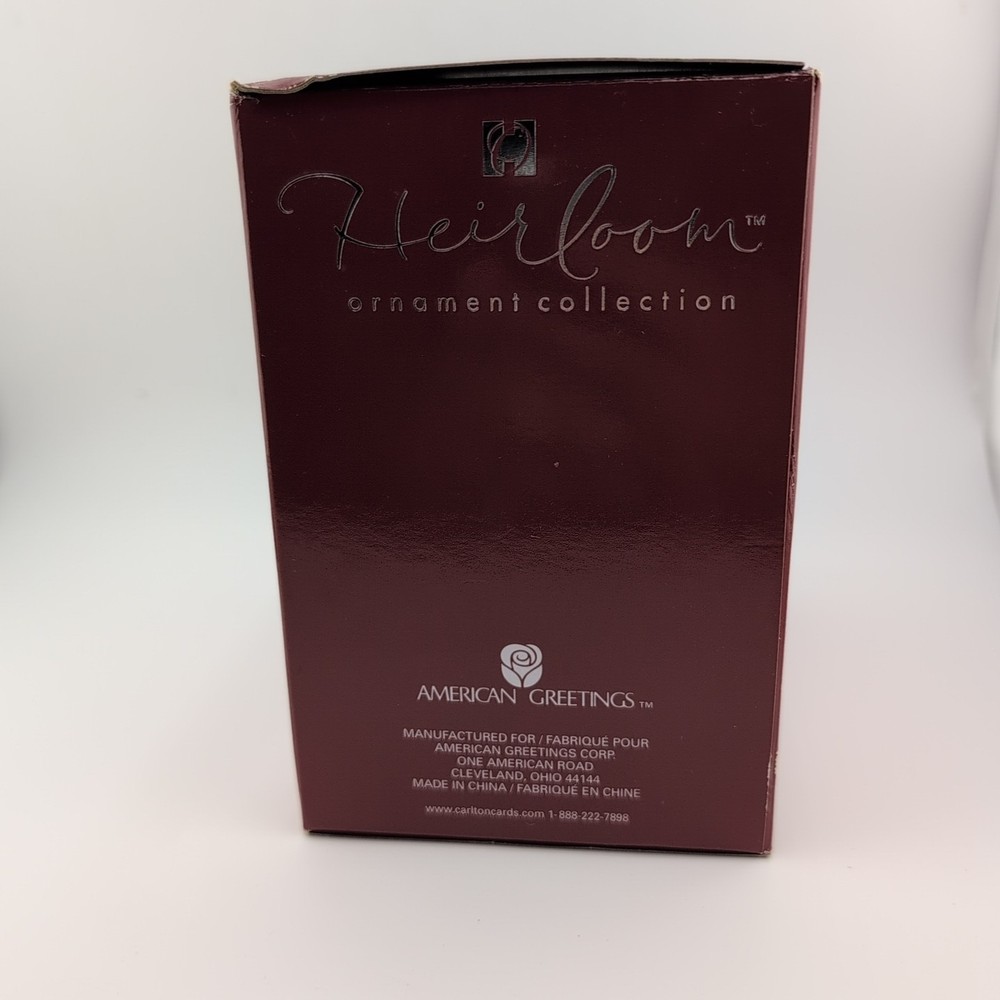 Heirloom™
ornament collection
AMERICAN GREETINGS™
MANUFACTURED FOR / FABRIQUÉ POUR
AMERICAN GREETINGS CORP.
ONE AMERICAN ROAD
CLEVELAND, OHIO 44144
MADE IN CHINA / FABRIQUÉ EN CHINE
www.carltoncards.com 1-888-222-7898